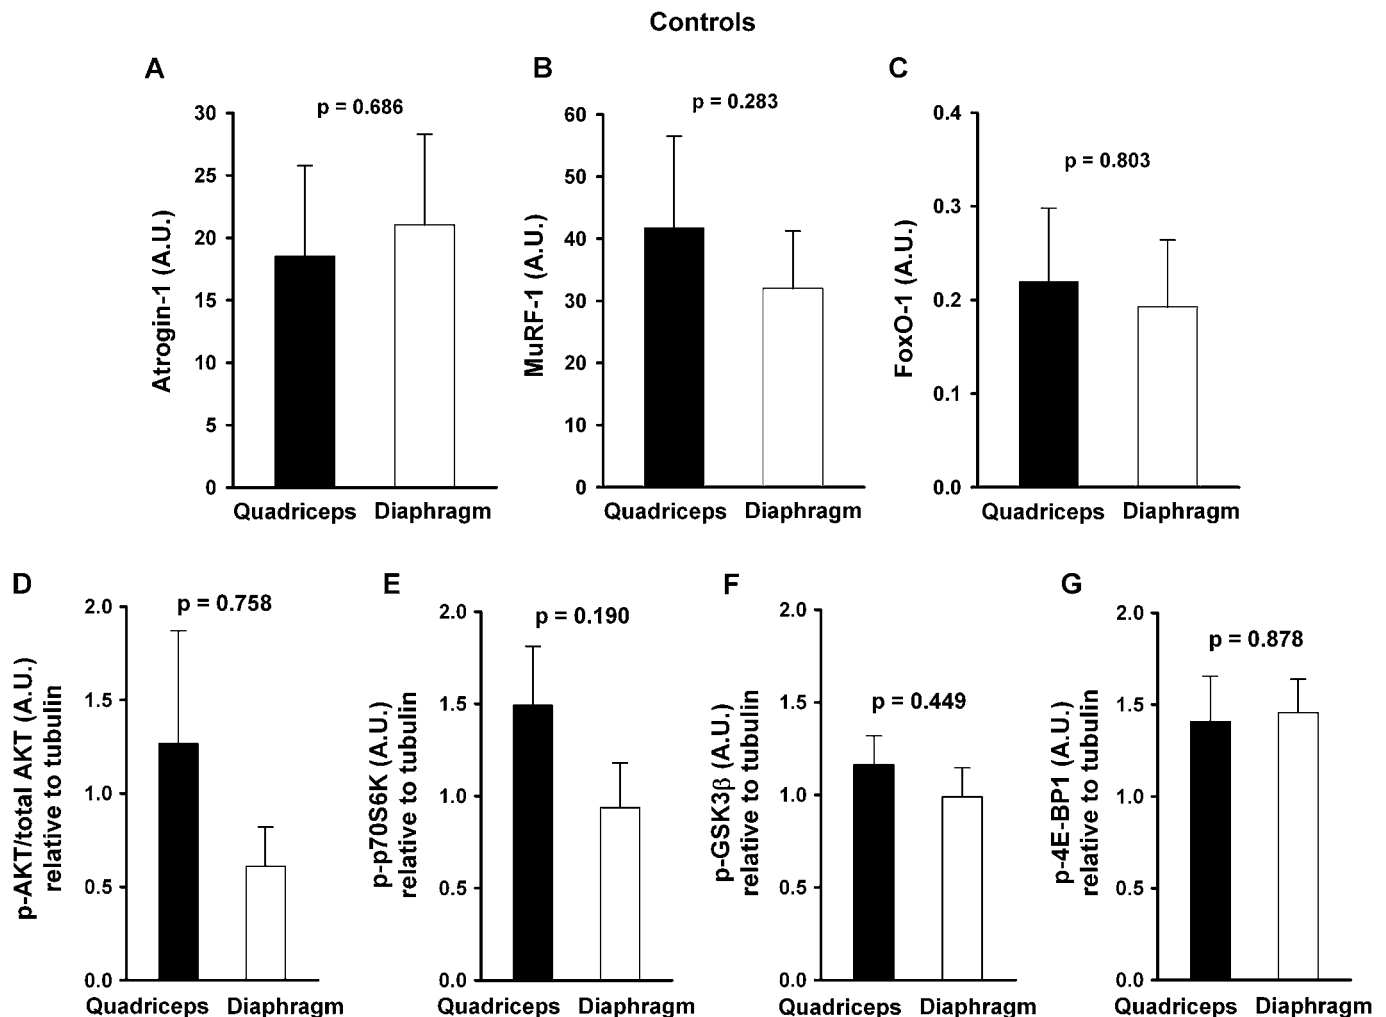 Controls
A
B
C
p = 0.686
p = 0.283
p = 0.803
Atrogin-1 (A.U.)
30
25
20
15
10
5
0
Quadriceps Diaphragm
MuRF-1 (A.U.)
60
50
40
30
20
10
0
Quadriceps Diaphragm
FoxO-1 (A.U.)
0.4
0.3
0.2
0.1
0.0
Quadriceps Diaphragm
D
E
F
G
p = 0.758
p = 0.190
p = 0.449
p = 0.878
p-AKT/total AKT (A.U.)
relative to tubulin
2.0
1.5
1.0
0.5
0.0
Quadriceps Diaphragm
p-p70S6K (A.U.)
relative to tubulin
2.0
1.5
1.0
0.5
0.0
Quadriceps Diaphragm
p-GSK3β (A.U.)
relative to tubulin
2.0
1.5
1.0
0.5
0.0
Quadriceps Diaphragm
p-4E-BP1 (A.U.)
relative to tubulin
2.0
1.5
1.0
0.5
0.0
Quadriceps Diaphragm